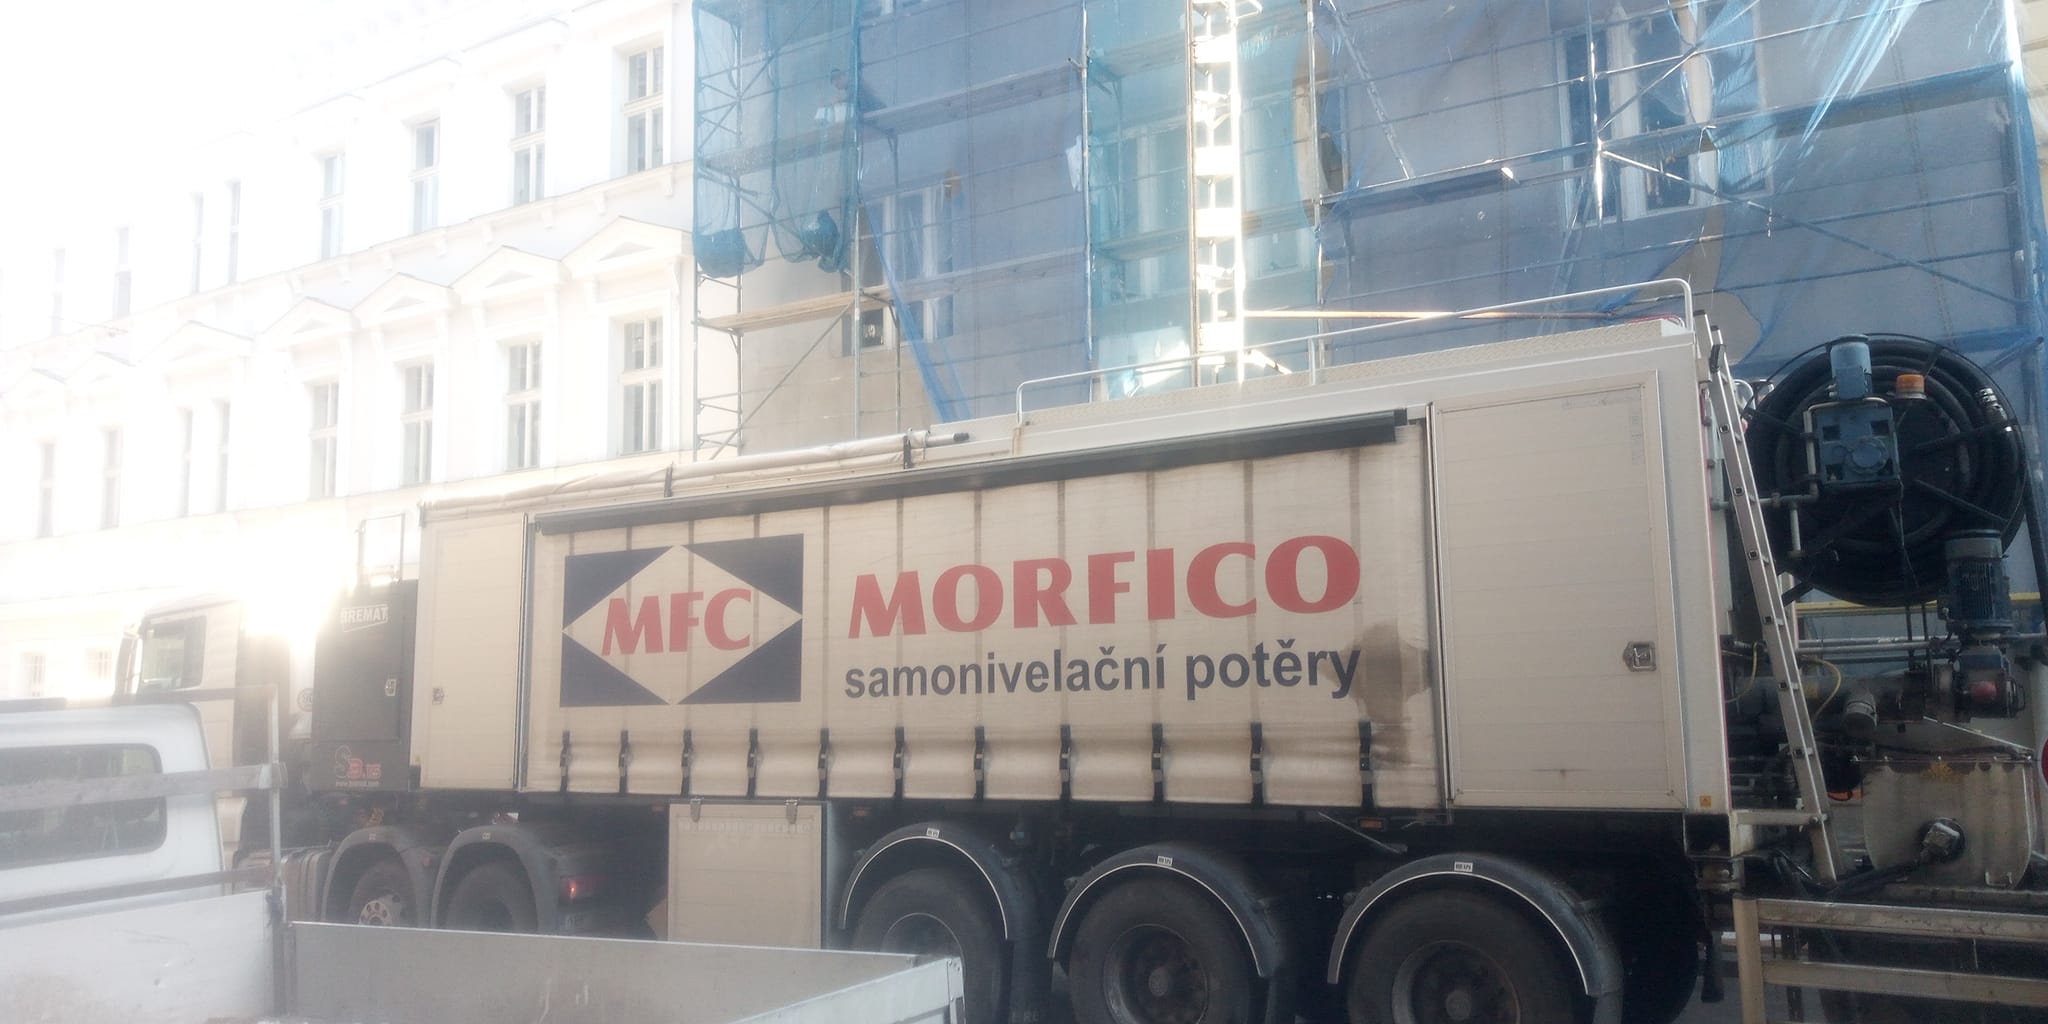 BREMAT
MFC
MORFICO
samonivelační potěry